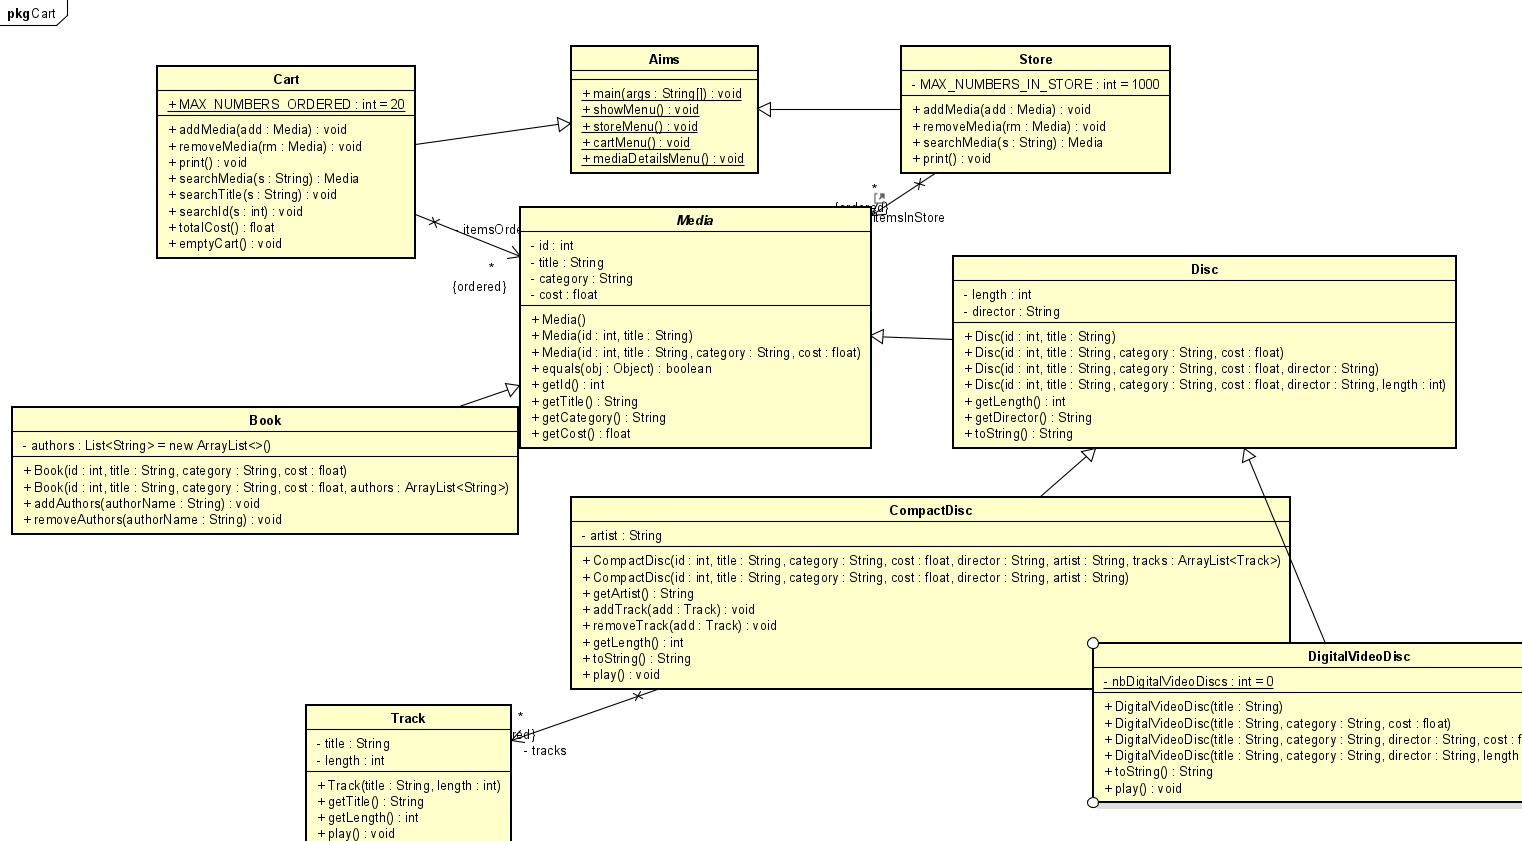 pkg Cart
Cart
+ MAX_NUMBERS_ORDERED : int = 20
+ addMedia(add : Media) : void
+ removeMedia(rm : Media) : void
+ print() : void
+ searchMedia(s : String) : Media
+ searchTitle(s : String) : void
+ searchId(s : int) : void
+ totalCost() : float
+ emptyCart() : void
Aims
+ main(args : String[]) : void
+ showMenu() : void
+ storeMenu() : void
+ cartMenu() : void
+ mediaDetailsMenu() : void
Store
- MAX_NUMBERS_IN_STORE : int = 1000
+ addMedia(add : Media) : void
+ removeMedia(rm : Media) : void
+ searchMedia(s : String) : Media
+ print() : void
*
{ordered}
itemsInStore
- itemsOrde
*
{ordered}
Media
- id : int
- title : String
- category : String
- cost : float
+ Media()
+ Media(id : int, title : String)
+ Media(id : int, title : String, category : String, cost : float)
+ equals(obj : Object) : boolean
+ getId() : int
+ getTitle() : String
+ getCategory() : String
+ getCost() : float
Disc
- length : int
- director : String
+ Disc(id : int, title : String)
+ Disc(id : int, title : String, category : String, cost : float)
+ Disc(id : int, title : String, category : String, cost : float, director : String)
+ Disc(id : int, title : String, category : String, cost : float, director : String, length : int)
+ getLength() : int
+ getDirector() : String
+ toString() : String
Book
- authors : List<String> = new ArrayList<>()
+ Book(id : int, title : String, category : String, cost : float)
+ Book(id : int, title : String, category : String, cost : float, authors : ArrayList<String>)
+ addAuthors(authorName : String) : void
+ removeAuthors(authorName : String) : void
CompactDisc
- artist : String
+ CompactDisc(id : int, title : String, category : String, cost : float, director : String, artist : String, tracks : ArrayList<Track>)
+ CompactDisc(id : int, title : String, category : String, cost : float, director : String, artist : String)
+ getArtist() : String
+ addTrack(add : Track) : void
+ removeTrack(add : Track) : void
+ getLength() : int
+ toString() : String
+ play() : void
DigitalVideoDisc
- nbDigitalVideoDiscs : int = 0
+ DigitalVideoDisc(title : String)
+ DigitalVideoDisc(title : String, category : String, cost : float)
+ DigitalVideoDisc(title : String, category : String, director : String, cost : f
+ DigitalVideoDisc(title : String, category : String, director : String, length
+ toString() : String
+ play() : void
*
red}
- tracks
Track
- title : String
- length : int
+ Track(title : String, length : int)
+ getTitle() : String
+ getLength() : int
+ play() : void